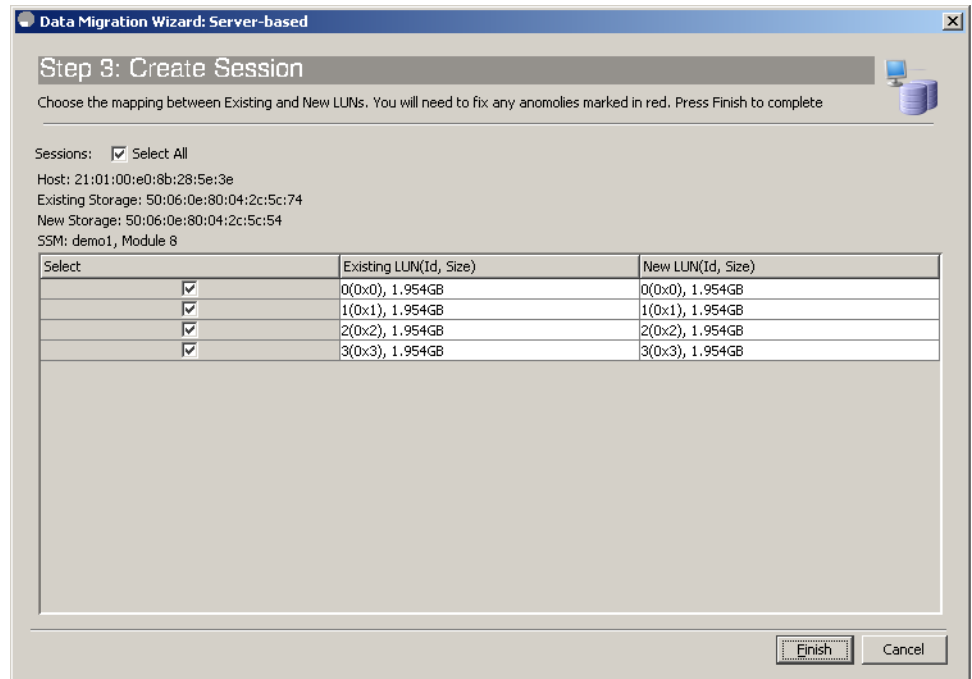 Data Migration Wizard: Server-based
Step 3: Create Session
Choose the mapping between Existing and New LUNs. You will need to fix any anomolies marked in red. Press Finish to complete
Sessions: Select All
Host: 21:01:00:e0:8b:28:5e:3e
Existing Storage: 50:06:0e:80:04:2c:5c:74
New Storage: 50:06:0e:80:04:2c:5c:54
SSM: demo1, Module 8
Select Existing LUN(Id, Size) New LUN(Id, Size)
0(0x0), 1.954GB 0(0x0), 1.954GB
1(0x1), 1.954GB 1(0x1), 1.954GB
2(0x2), 1.954GB 2(0x2), 1.954GB
3(0x3), 1.954GB 3(0x3), 1.954GB
Finish Cancel